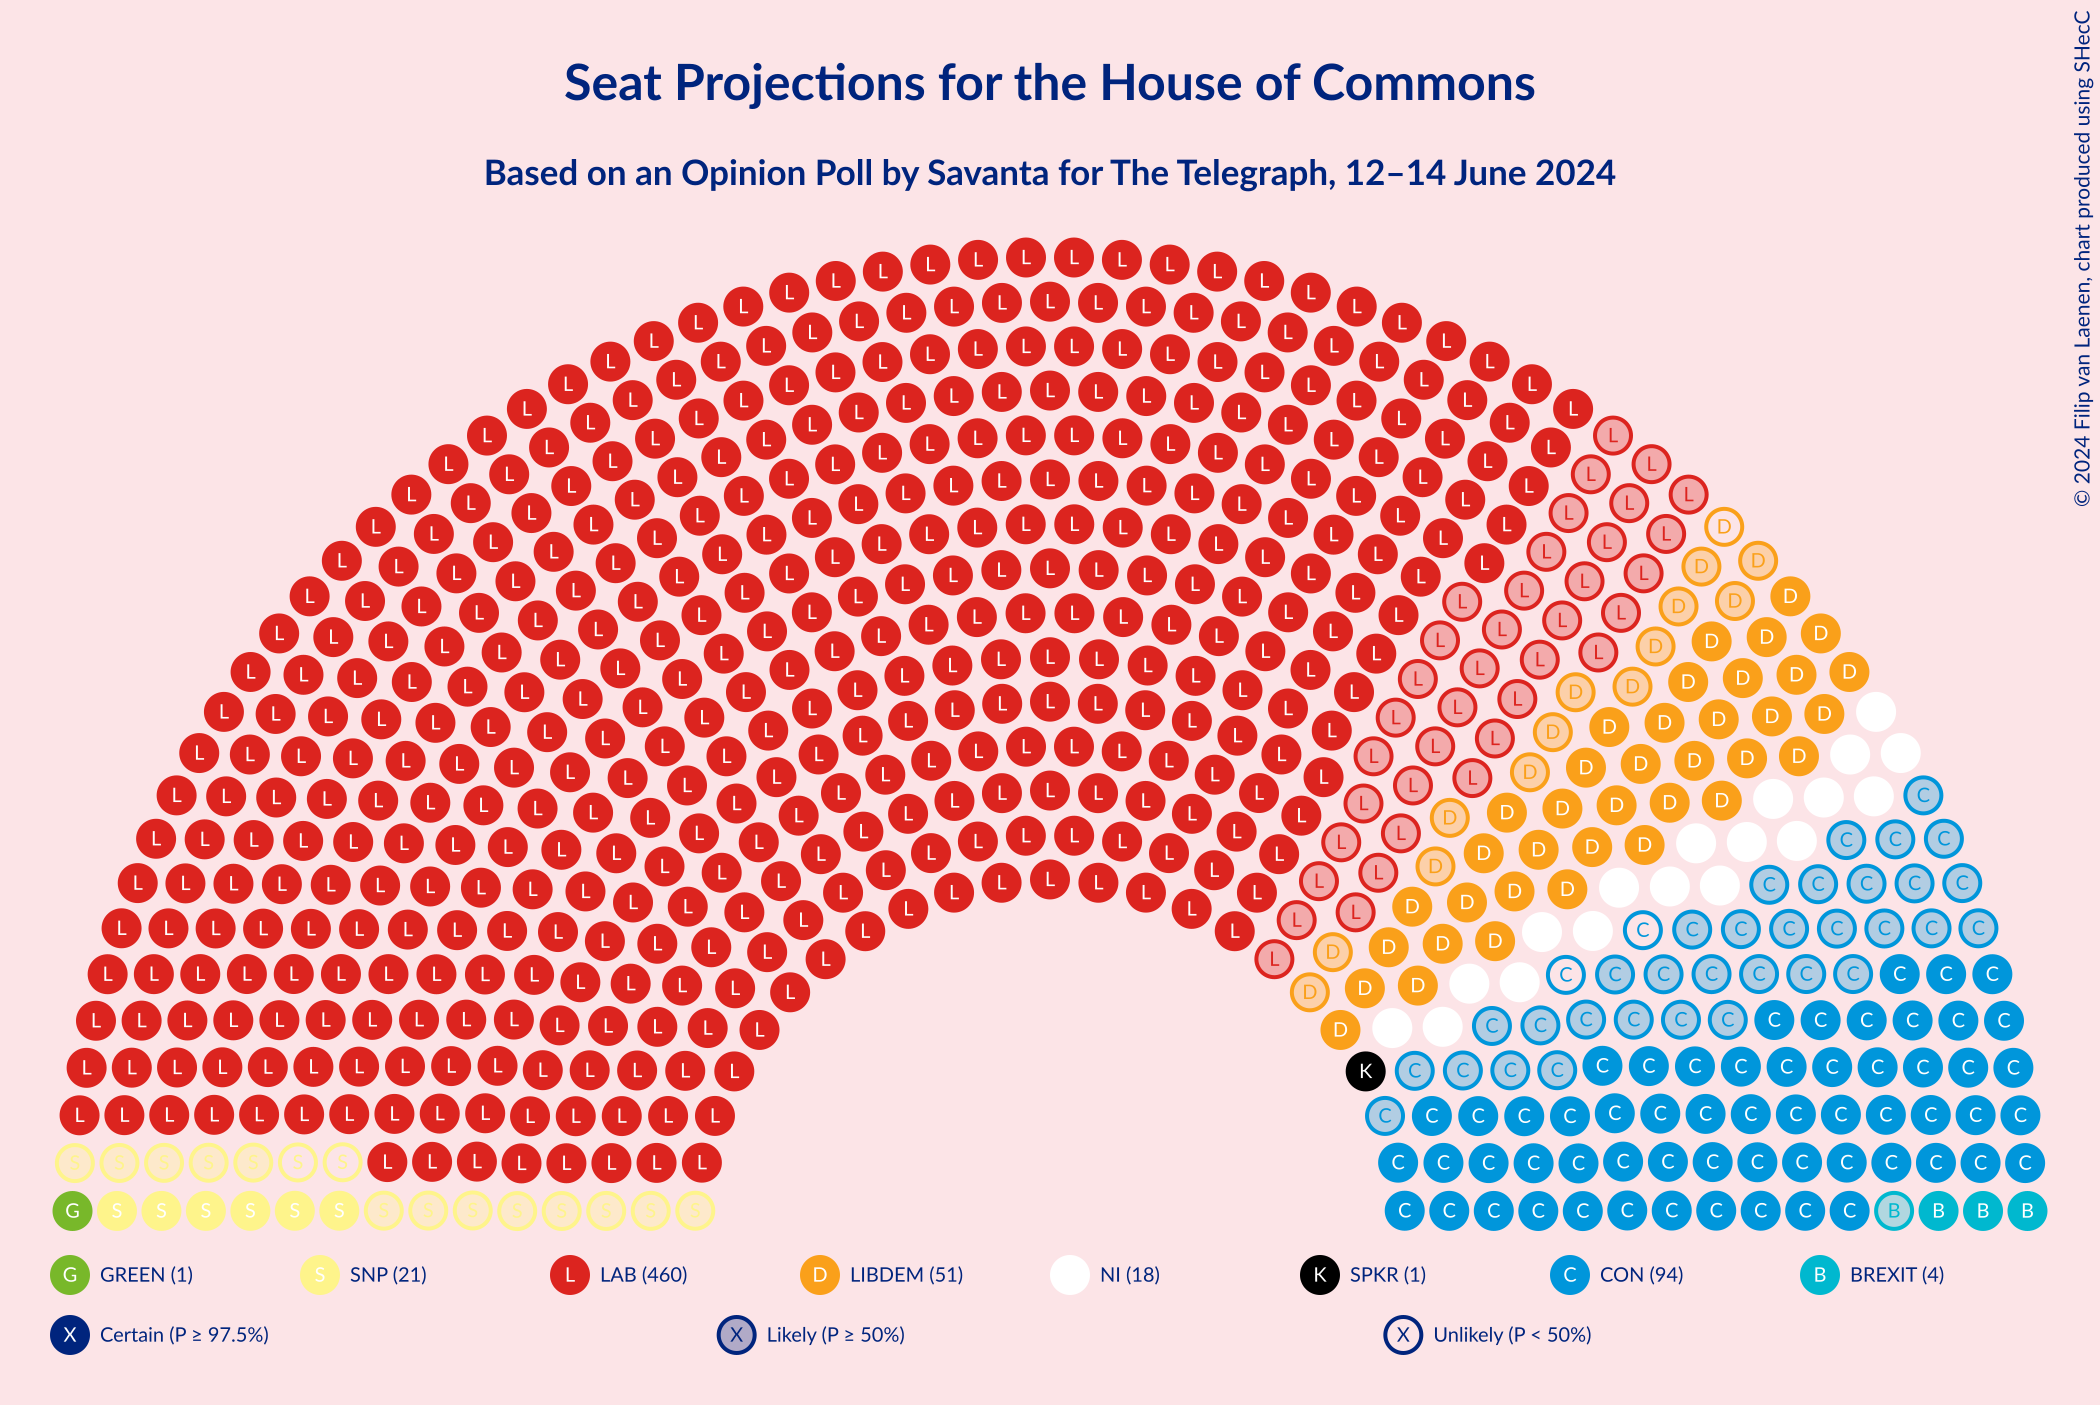 Seat Projections for the House of Commons
Based on an Opinion Poll by Savanta for The Telegraph, 12–14 June 2024
© 2024 Filip van Laenen, chart produced using SHecC
G GREEN (1)
S SNP (21)
L LAB (460)
D LIBDEM (51)
NI (18)
K SPKR (1)
C CON (94)
B BREXIT (4)
X Certain (P ≥ 97.5%)
X Likely (P ≥ 50%)
X Unlikely (P < 50%)